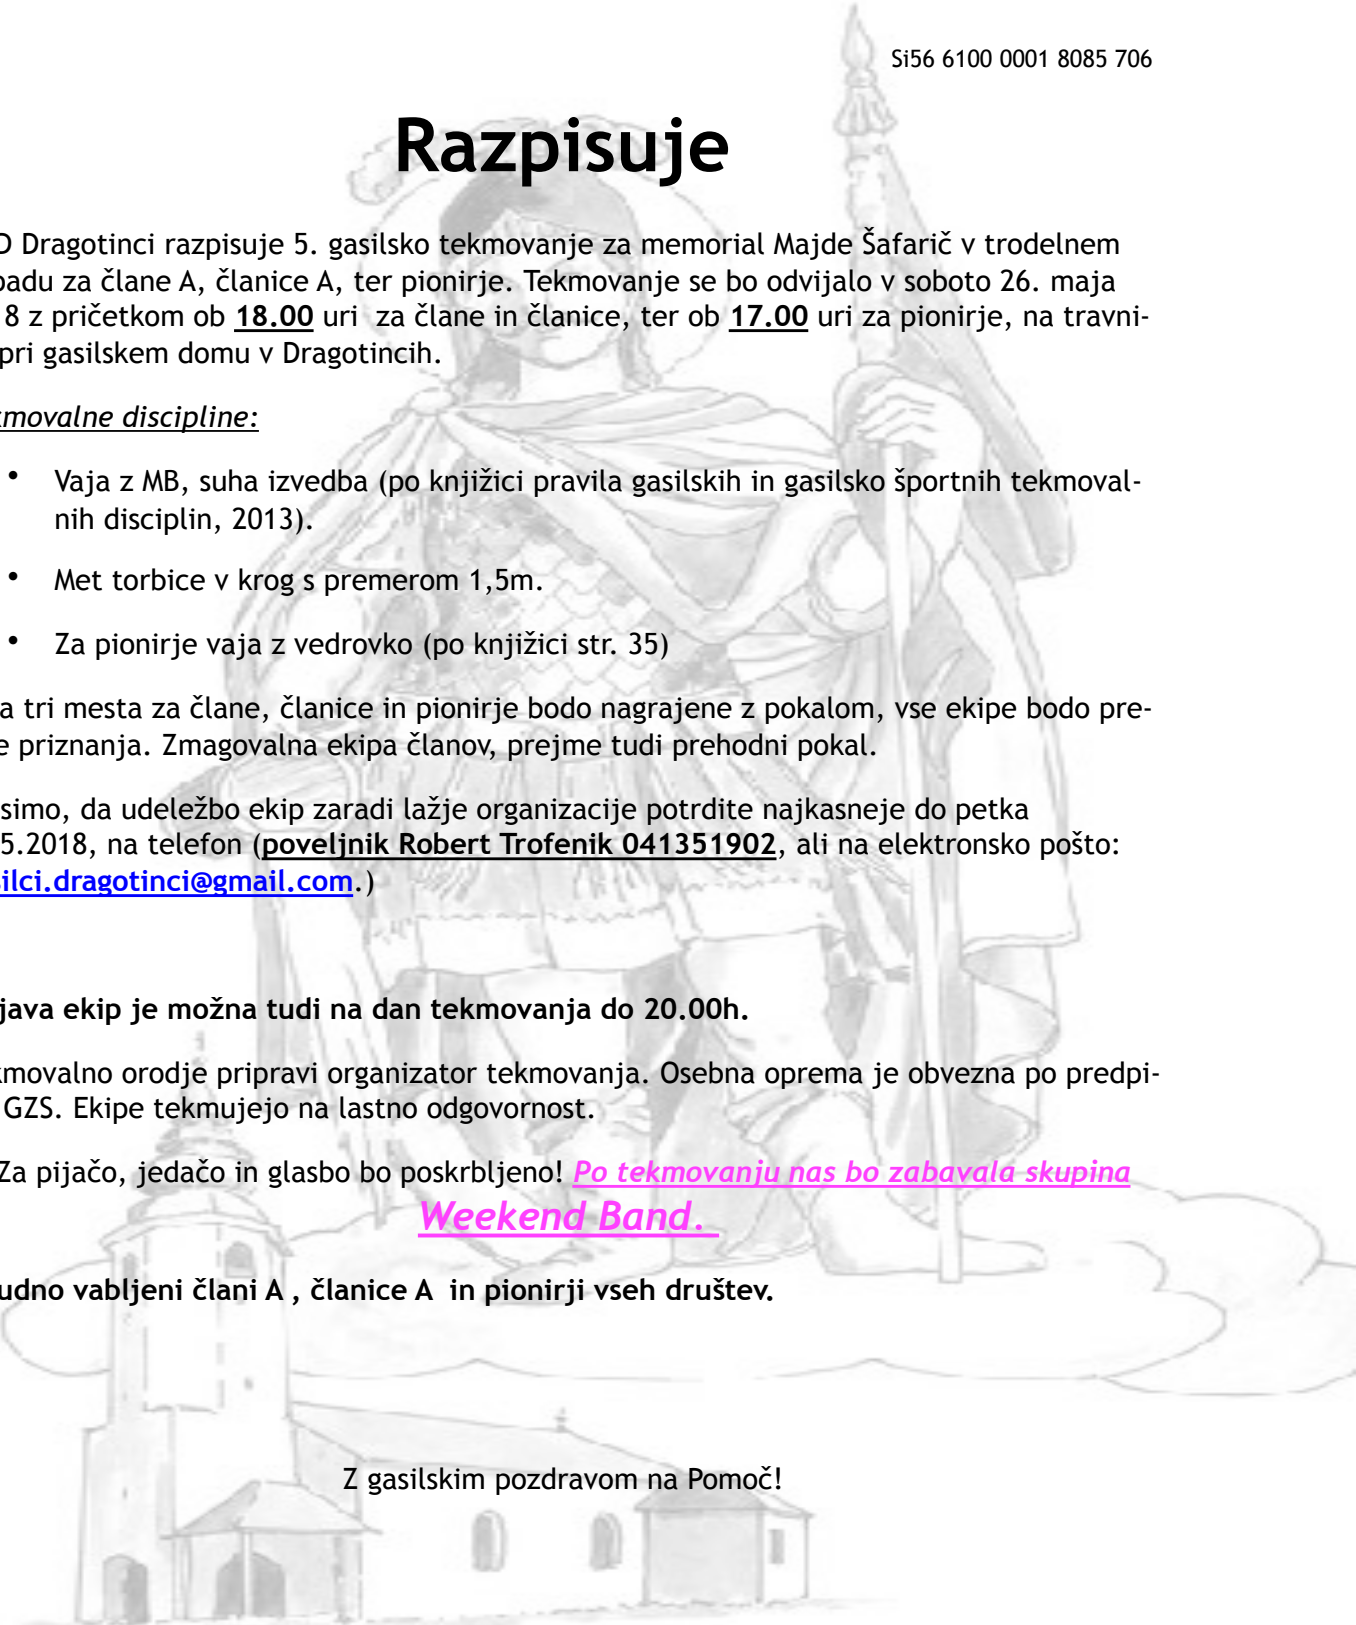 Si56 6100 0001 8085 706
Razpisuje
D Dragotinci razpisuje 5. gasilsko tekmovanje za memorial Majde Šafarič v trodelnem
padu za člane A, članice A, ter pionirje. Tekmovanje se bo odvijalo v soboto 26. maja
8 z pričetkom ob 18.00 uri za člane in članice, ter ob 17.00 uri za pionirje, na travni-
pri gasilskem domu v Dragotincih.
kmovalne discipline:
• Vaja z MB, suha izvedba (po knjižici pravila gasilskih in gasilsko športnih tekmoval-
nih disciplin, 2013).
• Met torbice v krog s premerom 1,5m.
• Za pionirje vaja z vedrovko (po knjižici str. 35)
a tri mesta za člane, članice in pionirje bodo nagrajene z pokalom, vse ekipe bodo pre-
e priznanja. Zmagovalna ekipa članov, prejme tudi prehodni pokal.
simo, da udeležbo ekip zaradi lažje organizacije potrdite najkasneje do petka
5.2018, na telefon (poveljnik Robert Trofenik 041351902, ali na elektronsko pošto:
silci.dragotinci@gmail.com.)
java ekip je možna tudi na dan tekmovanja do 20.00h.
kmovalno orodje pripravi organizator tekmovanja. Osebna oprema je obvezna po predpi-
GZS. Ekipe tekmujejo na lastno odgovornost.
Za pijačo, jedačo in glasbo bo poskrbljeno! Po tekmovanju nas bo zabavala skupina
Weekend Band.
udno vabljeni člani A , članice A in pionirji vseh društev.
Z gasilskim pozdravom na Pomoč!